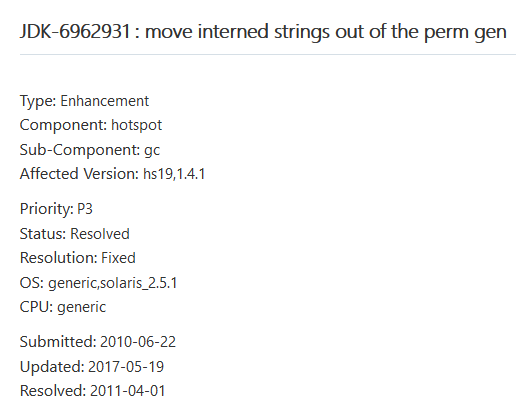 JDK-6962931 : move interned strings out of the perm gen
Type: Enhancement
Component: hotspot
Sub-Component: gc
Affected Version: hs19,1.4.1
Priority: P3
Status: Resolved
Resolution: Fixed
OS: generic,solaris_2.5.1
CPU: generic
Submitted: 2010-06-22
Updated: 2017-05-19
Resolved: 2011-04-01